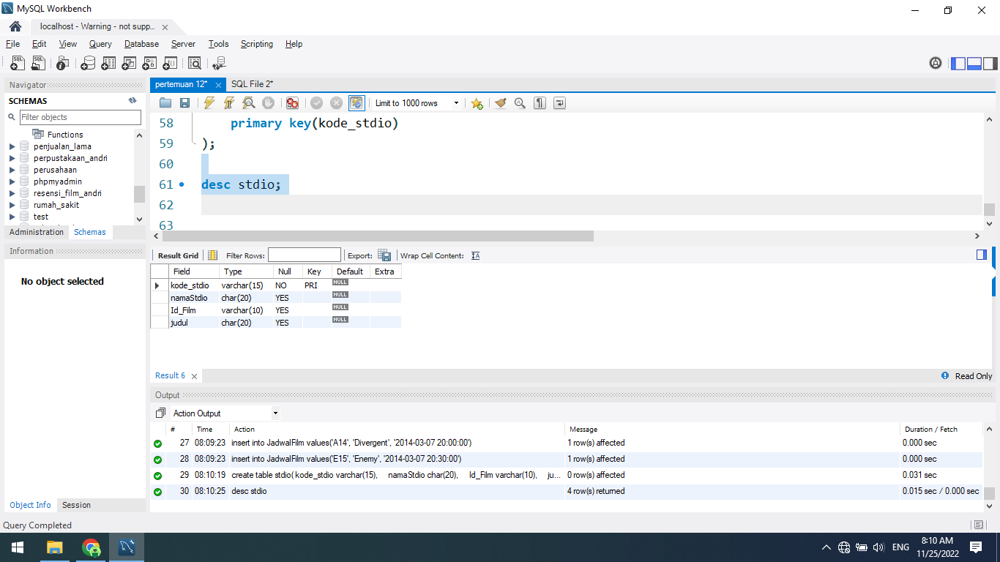 MySQL Workbench
localhost - Warning - not supp...
File Edit View Query Database Server Tools Scripting Help
Navigator
SCHEMAS
Filter objects
Functions
penjualan_lama
perpustakaan_andri
perusahaan
phpmyadmin
resensi_film_andri
rumah_sakit
test
Administration Schemas
Information
No object selected
Object Info Session
pertemuan 12* SQL File 2*
Limit to 1000 rows
58 primary key(kode_stdio)
59 );
60
61 desc stdio;
62
63
Result Grid Filter Rows: Export: Wrap Cell Content:
Field Type Null Key Default Extra
kode_stdio varchar(15) NO PRI NULL
namaStdio char(20) YES NULL
Id_Film varchar(10) YES NULL
judul char(20) YES NULL
Result 6 Read Only
Output
Action Output
# Time Action Message Duration / Fetch
27 08:09:23 insert into JadwalFilm values('A14', 'Divergent', '2014-03-07 20:00:00') 1 row(s) affected 0.000 sec
28 08:09:23 insert into JadwalFilm values('E15', 'Enemy', '2014-03-07 20:30:00') 1 row(s) affected 0.000 sec
29 08:10:19 create table stdio( kode_stdio varchar(15), namaStdio char(20), Id_Film varchar(10), ju... 0 row(s) affected 0.031 sec
30 08:10:25 desc stdio 4 row(s) returned 0.015 sec / 0.000 sec
Query Completed
ENG
8:10 AM
11/25/2022